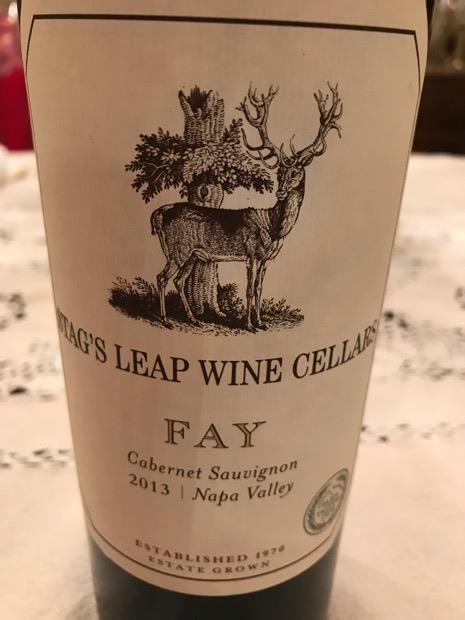 STAG'S LEAP WINE CELLARS
FAY
Cabernet Sauvignon
2013 | Napa Valley
ESTABLISHED 1970
ESTATE GROWN